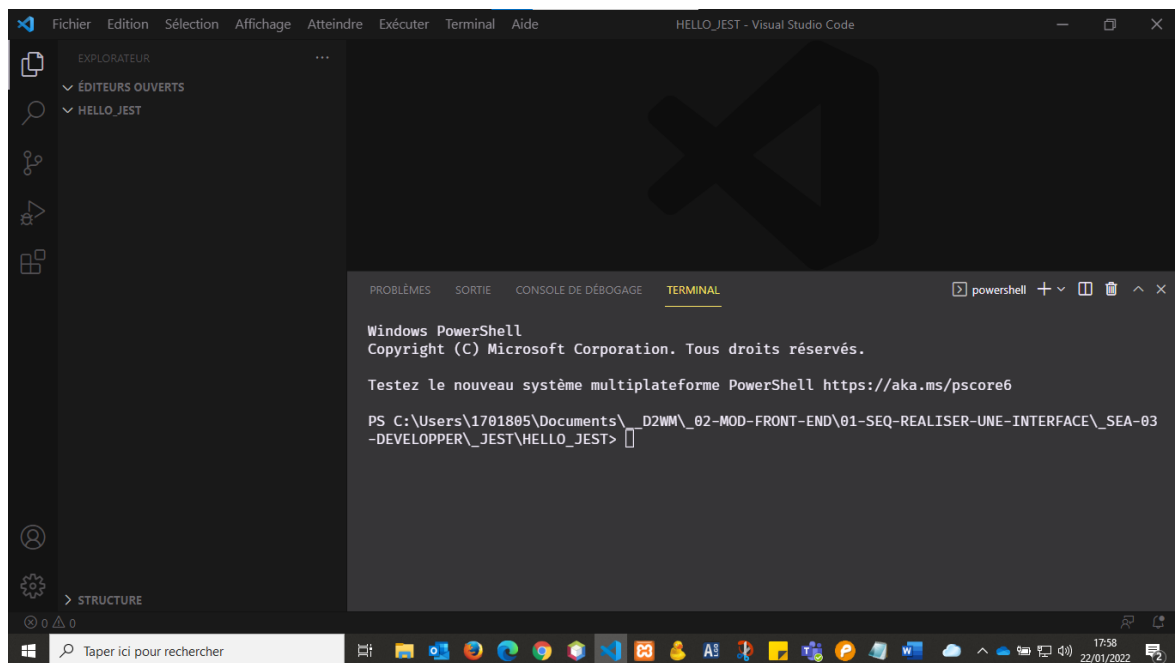 Fichier Edition Sélection Affichage Atteindre Exécuter Terminal Aide HELLO_JEST - Visual Studio Code
EXPLORATEUR
ÉDITEURS OUVERTS
HELLO_JEST
PROBLÈMES SORTIE CONSOLE DE DÉBOGAGE TERMINAL powershell
Windows PowerShell
Copyright (C) Microsoft Corporation. Tous droits réservés.
Testez le nouveau système multiplateforme PowerShell https://aka.ms/pscore6
PS C:\Users\1701805\Documents\__D2WM\_02-MOD-FRONT-END\01-SEQ-REALISER-UNE-INTERFACE\_SEA-03
-DEVELOPPER\_JEST\HELLO_JEST>
STRUCTURE
0 0
Taper ici pour rechercher
17:58
22/01/2022